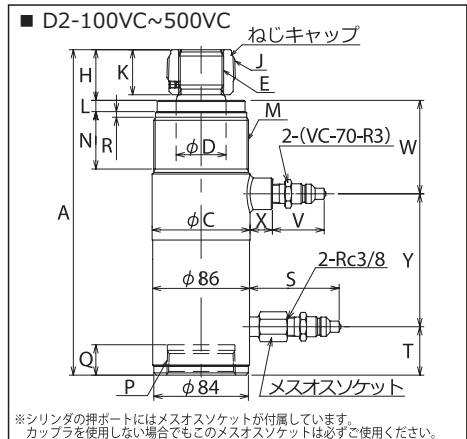 ■ D2-100VC~500VC
ねじキャップ
H
K
J
E
L
M
N
R
φD
2-(VC-70-R3)
W
A
φC
X
V
Y
2-Rc3/8
φ86
S
T
Q
P
φ84
メスオスソケット
※シリンダの押ポートにはメスオスソケットが付属しています。
カップラを使用しない場合でもこのメスオスソケットは必ずご使用ください。